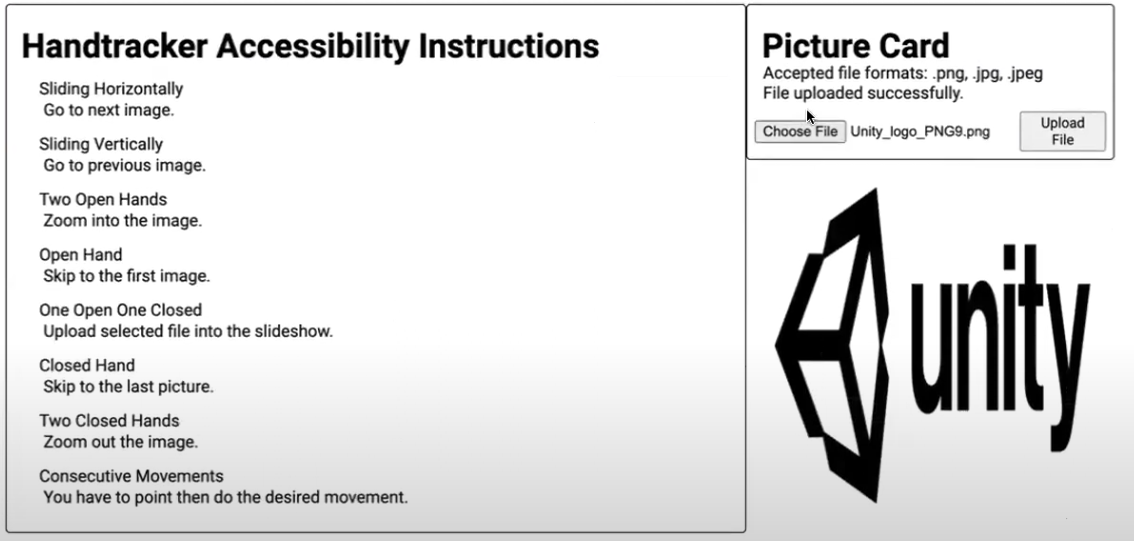 Handtracker Accessibility Instructions
Sliding Horizontally
Go to next image.
Sliding Vertically
Go to previous image.
Two Open Hands
Zoom into the image.
Open Hand
Skip to the first image.
One Open One Closed
Upload selected file into the slideshow.
Closed Hand
Skip to the last picture.
Two Closed Hands
Zoom out the image.
Consecutive Movements
You have to point then do the desired movement.
Picture Card
Accepted file formats: .png, .jpg, .jpeg
File uploaded successfully.
Choose File Unity_logo_PNG9.png
Upload
File
unity